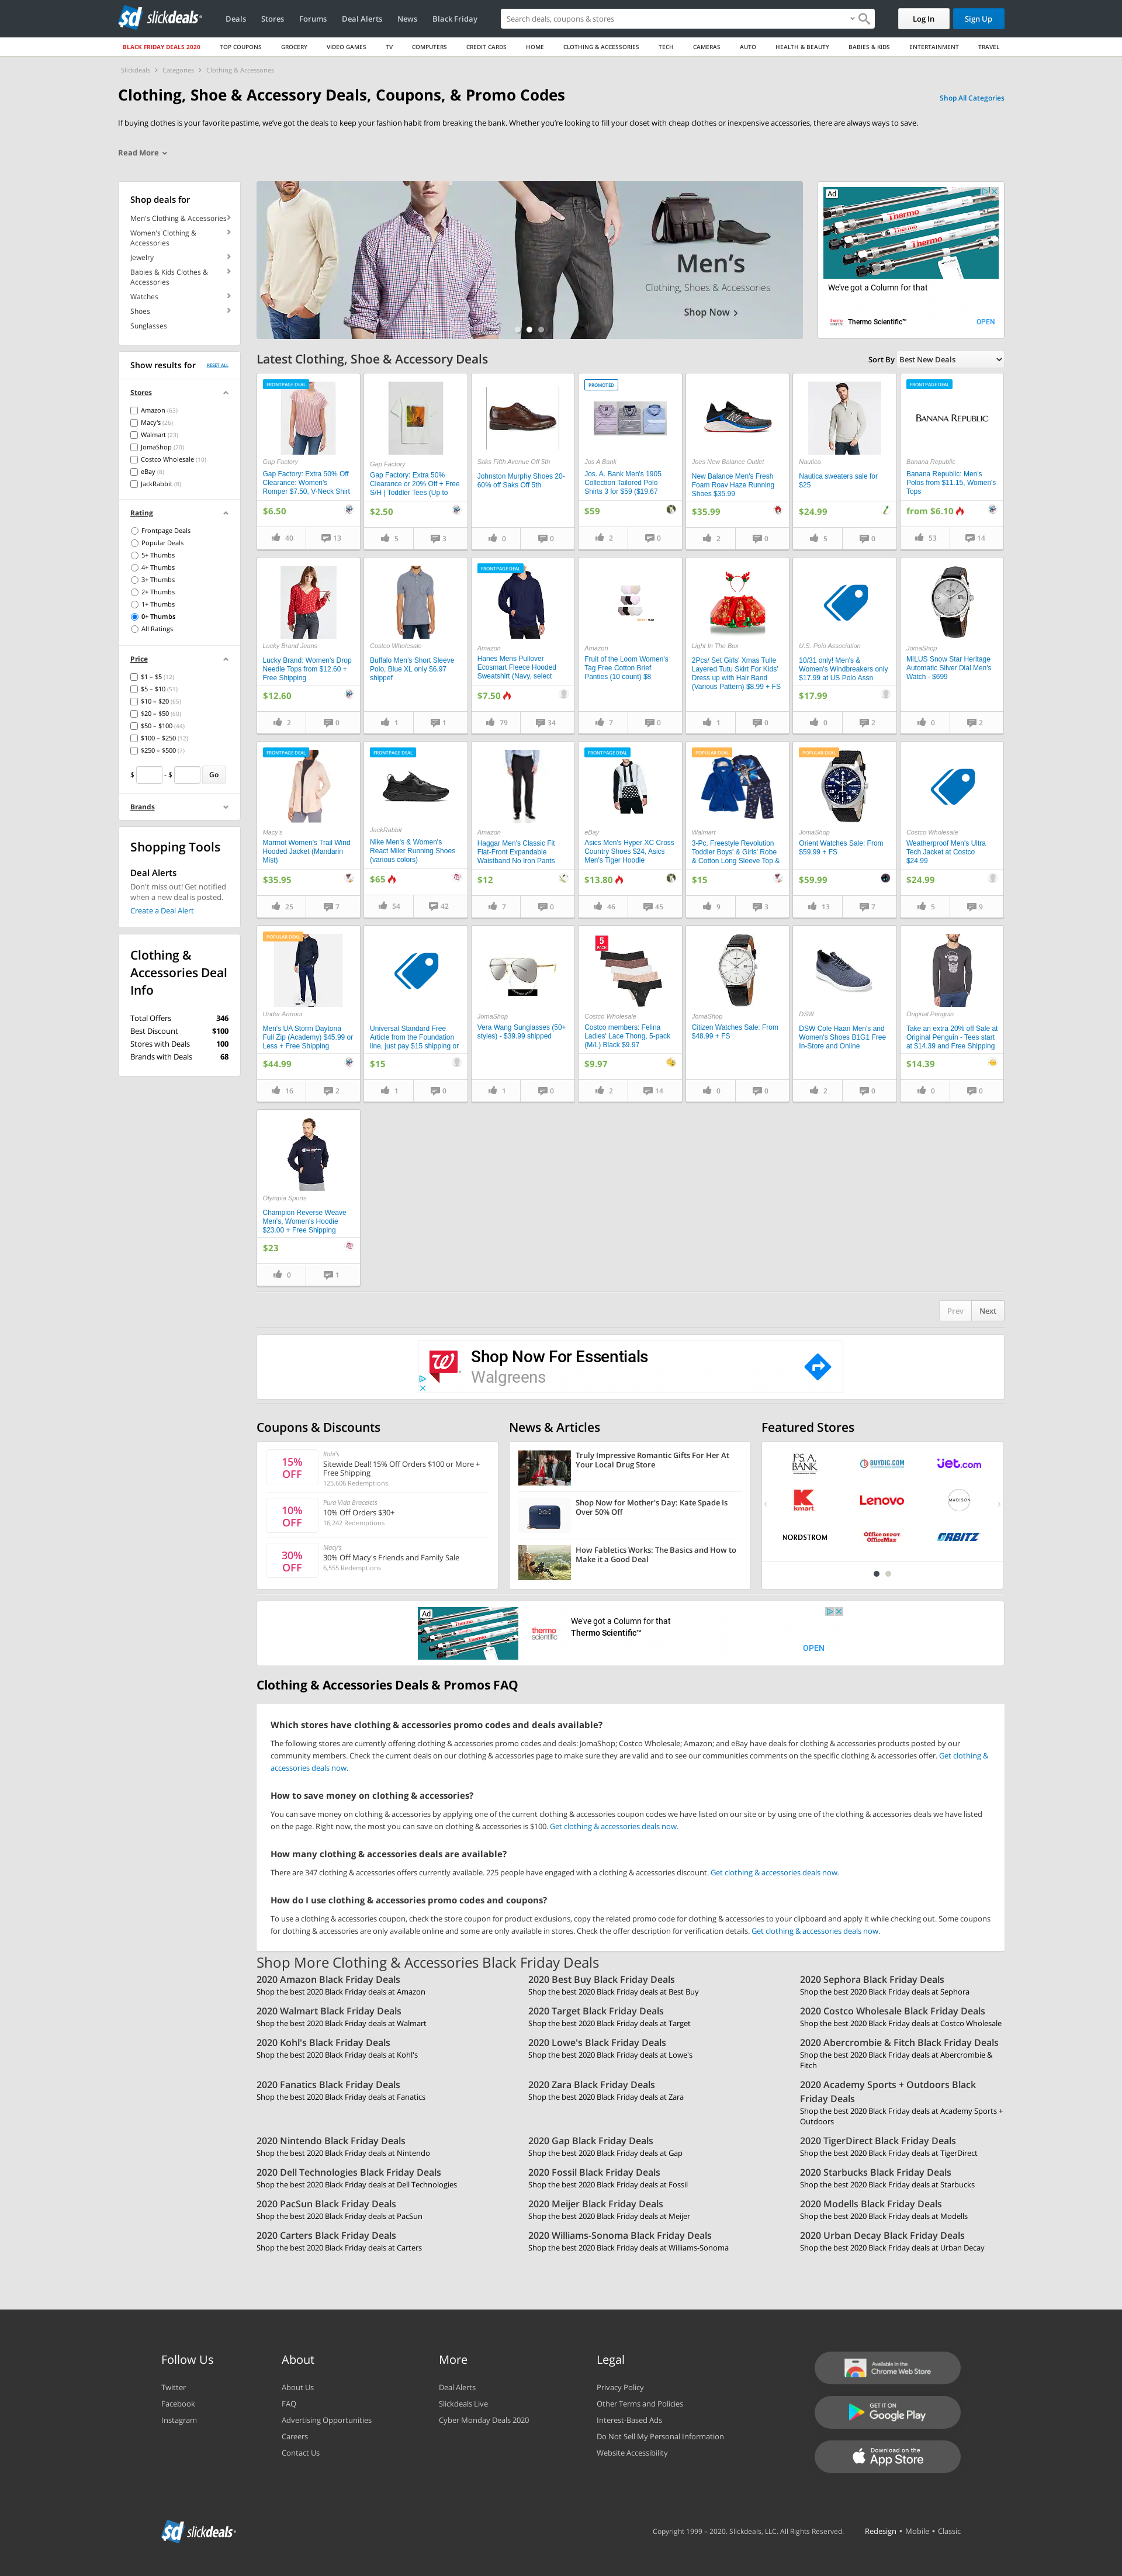 slickdeals
Deals
Stores
Forums
Deal Alerts
News
Black Friday
Search deals, coupons & stores
Log In
Sign Up
BLACK FRIDAY DEALS 2020
TOP COUPONS
GROCERY
VIDEO GAMES
TV
COMPUTERS
CREDIT CARDS
HOME
CLOTHING & ACCESSORIES
TECH
CAMERAS
AUTO
HEALTH & BEAUTY
BABIES & KIDS
ENTERTAINMENT
TRAVEL
Slickdeals > Categories > Clothing & Accessories
Clothing, Shoe & Accessory Deals, Coupons, & Promo Codes
Shop All Categories
If buying clothes is your favorite pastime, we've got the deals to keep your fashion habit from breaking the bank. Whether you're looking to fill your closet with cheap clothes or inexpensive accessories, there are always ways to save.
Read More
Shop deals for
Men's Clothing & Accessories
Women's Clothing &
Accessories
Jewelry
Babies & Kids Clothes &
Accessories
Watches
Shoes
Sunglasses
Men's
Clothing, Shoes & Accessories
Shop Now
Ad
We've got a Column for that
Thermo Scientific™
OPEN
Show results for
RESET ALL
Stores
Amazon (63)
Macy's (26)
Walmart (23)
JomaShop (20)
Costco Wholesale (10)
eBay (8)
JackRabbit (8)
Rating
Frontpage Deals
Popular Deals
5+ Thumbs
4+ Thumbs
3+ Thumbs
2+ Thumbs
1+ Thumbs
0+ Thumbs
All Ratings
Price
$1 – $5 (12)
$5 – $10 (51)
$10 – $20 (65)
$20 – $50 (60)
$50 – $100 (44)
$100 – $250 (12)
$250 – $500 (7)
$ - $ Go
Brands
Shopping Tools
Deal Alerts
Don't miss out! Get notified
when a new deal is posted.
Create a Deal Alert
Clothing &
Accessories Deal
Info
Total Offers 346
Best Discount $100
Stores with Deals 100
Brands with Deals 68
Latest Clothing, Shoe & Accessory Deals
Sort By Best New Deals
FRONTPAGE DEAL
Gap Factory
Gap Factory: Extra 50% Off
Clearance: Women's
Romper $7.50, V-Neck Shirt
$6.50
40 13
Gap Factory
Gap Factory: Extra 50%
Clearance or 20% Off + Free
S/H | Toddler Tees (Up to
$2.50
5 3
Saks Fifth Avenue Off 5th
Johnston Murphy Shoes 20-
60% off Saks Off 5th
0 0
PROMOTED
Jos A Bank
Jos. A. Bank Men's 1905
Collection Tailored Polo
Shirts 3 for $59 ($19.67
$59
2 0
Joes New Balance Outlet
New Balance Men's Fresh
Foam Roav Haze Running
Shoes $35.99
$35.99
2 0
Nautica
Nautica sweaters sale for
$25
$24.99
5 0
FRONTPAGE DEAL
BANANA REPUBLIC
Banana Republic
Banana Republic: Men's
Polos from $11.15, Women's
Tops
from $6.10
53 14
Lucky Brand Jeans
Lucky Brand: Women's Drop
Needle Tops from $12.60 +
Free Shipping
$12.60
2 0
Costco Wholesale
Buffalo Men's Short Sleeve
Polo, Blue XL only $6.97
shippef
1 1
FRONTPAGE DEAL
Amazon
Hanes Mens Pullover
Ecosmart Fleece Hooded
Sweatshirt (Navy, select
$7.50
79 34
Amazon
Fruit of the Loom Women's
Tag Free Cotton Brief
Panties (10 count) $8
7 0
Light In The Box
2Pcs/ Set Girls' Xmas Tulle
Layered Tutu Skirt For Kids'
Dress up with Hair Band
(Various Pattern) $8.99 + FS
1 0
U.S. Polo Association
10/31 only! Men's &
Women's Windbreakers only
$17.99 at US Polo Assn
$17.99
0 2
JomaShop
MILUS Snow Star Heritage
Automatic Silver Dial Men's
Watch - $699
0 2
FRONTPAGE DEAL
Macy's
Marmot Women's Trail Wind
Hooded Jacket (Mandarin
Mist)
$35.95
25 7
FRONTPAGE DEAL
JackRabbit
Nike Men's & Women's
React Miler Running Shoes
(various colors)
$65
54 42
Amazon
Haggar Men's Classic Fit
Flat-Front Expandable
Waistband No Iron Pants
$12
7 0
FRONTPAGE DEAL
eBay
Asics Men's Hyper XC Cross
Country Shoes $24, Asics
Men's Tiger Hoodie
$13.80
46 45
POPULAR DEAL
Walmart
3-Pc. Freestyle Revolution
Toddler Boys' & Girls' Robe
& Cotton Long Sleeve Top &
$15
9 3
POPULAR DEAL
JomaShop
Orient Watches Sale: From
$59.99 + FS
$59.99
13 7
Costco Wholesale
Weatherproof Men's Ultra
Tech Jacket at Costco
$24.99
$24.99
5 9
POPULAR DEAL
Under Armour
Men's UA Storm Daytona
Full Zip (Academy) $45.99 or
Less + Free Shipping
$44.99
16 2
Universal Standard Free
Article from the Foundation
line, just pay $15 shipping or
$15
1 0
JomaShop
Vera Wang Sunglasses (50+
styles) - $39.99 shipped
1 0
5
Costco Wholesale
Costco members: Felina
Ladies' Lace Thong, 5-pack
(M/L) Black $9.97
$9.97
2 14
JomaShop
Citizen Watches Sale: From
$48.99 + FS
0 0
DSW
DSW Cole Haan Men's and
Women's Shoes B1G1 Free
In-Store and Online
2 0
Original Penguin
Take an extra 20% off Sale at
Original Penguin - Tees start
at $14.39 and Free Shipping
$14.39
0 0
Olympia Sports
Champion Reverse Weave
Men's, Women's Hoodie
$23.00 + Free Shipping
$23
0 1
Prev Next
Shop Now For Essentials
Walgreens
Coupons & Discounts
15%
OFF
Kohl's
Sitewide Deal! 15% Off Orders $100 or More +
Free Shipping
125,606 Redemptions
10%
OFF
Pura Vida Bracelets
10% Off Orders $30+
16,242 Redemptions
30%
OFF
Macy's
30% Off Macy's Friends and Family Sale
6,555 Redemptions
News & Articles
Truly Impressive Romantic Gifts For Her At
Your Local Drug Store
Shop Now for Mother's Day: Kate Spade Is
Over 50% Off
How Fabletics Works: The Basics and How to
Make it a Good Deal
Featured Stores
JOS. A.
BANK
BUYDIG.COM
jet.com
kmart
Lenovo
MADISON
NORDSTROM
Office DEPOT
OfficeMax
ORBITZ
Ad
thermo
scientific
We've got a Column for that
Thermo Scientific™
OPEN
Clothing & Accessories Deals & Promos FAQ
Which stores have clothing & accessories promo codes and deals available?
The following stores are currently offering clothing & accessories promo codes and deals: JomaShop; Costco Wholesale; Amazon; and eBay have deals for clothing & accessories products posted by our
community members. Check the current deals on our clothing & accessories page to make sure they are valid and to see our communities comments on the specific clothing & accessories offer. Get clothing &
accessories deals now.
How to save money on clothing & accessories?
You can save money on clothing & accessories by applying one of the current clothing & accessories coupon codes we have listed on our site or by using one of the clothing & accessories deals we have listed
on the page. Right now, the most you can save on clothing & accessories is $100. Get clothing & accessories deals now.
How many clothing & accessories deals are available?
There are 347 clothing & accessories offers currently available. 225 people have engaged with a clothing & accessories discount. Get clothing & accessories deals now.
How do I use clothing & accessories promo codes and coupons?
To use a clothing & accessories coupon, check the store coupon for product exclusions, copy the related promo code for clothing & accessories to your clipboard and apply it while checking out. Some coupons
for clothing & accessories are only available online and some are only available in stores. Check the offer description for verification details. Get clothing & accessories deals now.
Shop More Clothing & Accessories Black Friday Deals
2020 Amazon Black Friday Deals
Shop the best 2020 Black Friday deals at Amazon
2020 Best Buy Black Friday Deals
Shop the best 2020 Black Friday deals at Best Buy
2020 Sephora Black Friday Deals
Shop the best 2020 Black Friday deals at Sephora
2020 Walmart Black Friday Deals
Shop the best 2020 Black Friday deals at Walmart
2020 Target Black Friday Deals
Shop the best 2020 Black Friday deals at Target
2020 Costco Wholesale Black Friday Deals
Shop the best 2020 Black Friday deals at Costco Wholesale
2020 Kohl's Black Friday Deals
Shop the best 2020 Black Friday deals at Kohl's
2020 Lowe's Black Friday Deals
Shop the best 2020 Black Friday deals at Lowe's
2020 Abercrombie & Fitch Black Friday Deals
Shop the best 2020 Black Friday deals at Abercrombie &
Fitch
2020 Fanatics Black Friday Deals
Shop the best 2020 Black Friday deals at Fanatics
2020 Zara Black Friday Deals
Shop the best 2020 Black Friday deals at Zara
2020 Academy Sports + Outdoors Black
Friday Deals
Shop the best 2020 Black Friday deals at Academy Sports +
Outdoors
2020 Nintendo Black Friday Deals
Shop the best 2020 Black Friday deals at Nintendo
2020 Gap Black Friday Deals
Shop the best 2020 Black Friday deals at Gap
2020 TigerDirect Black Friday Deals
Shop the best 2020 Black Friday deals at TigerDirect
2020 Dell Technologies Black Friday Deals
Shop the best 2020 Black Friday deals at Dell Technologies
2020 Fossil Black Friday Deals
Shop the best 2020 Black Friday deals at Fossil
2020 Starbucks Black Friday Deals
Shop the best 2020 Black Friday deals at Starbucks
2020 PacSun Black Friday Deals
Shop the best 2020 Black Friday deals at PacSun
2020 Meijer Black Friday Deals
Shop the best 2020 Black Friday deals at Meijer
2020 Modells Black Friday Deals
Shop the best 2020 Black Friday deals at Modells
2020 Carters Black Friday Deals
Shop the best 2020 Black Friday deals at Carters
2020 Williams-Sonoma Black Friday Deals
Shop the best 2020 Black Friday deals at Williams-Sonoma
2020 Urban Decay Black Friday Deals
Shop the best 2020 Black Friday deals at Urban Decay
Follow Us
Twitter
Facebook
Instagram
About
About Us
FAQ
Advertising Opportunities
Careers
Contact Us
More
Deal Alerts
Slickdeals Live
Cyber Monday Deals 2020
Legal
Privacy Policy
Other Terms and Policies
Interest-Based Ads
Do Not Sell My Personal Information
Website Accessibility
Available in the
Chrome Web Store
GET IT ON
Google Play
Download on the
App Store
slickdeals
Copyright 1999 – 2020. Slickdeals, LLC. All Rights Reserved.
Redesign • Mobile • Classic